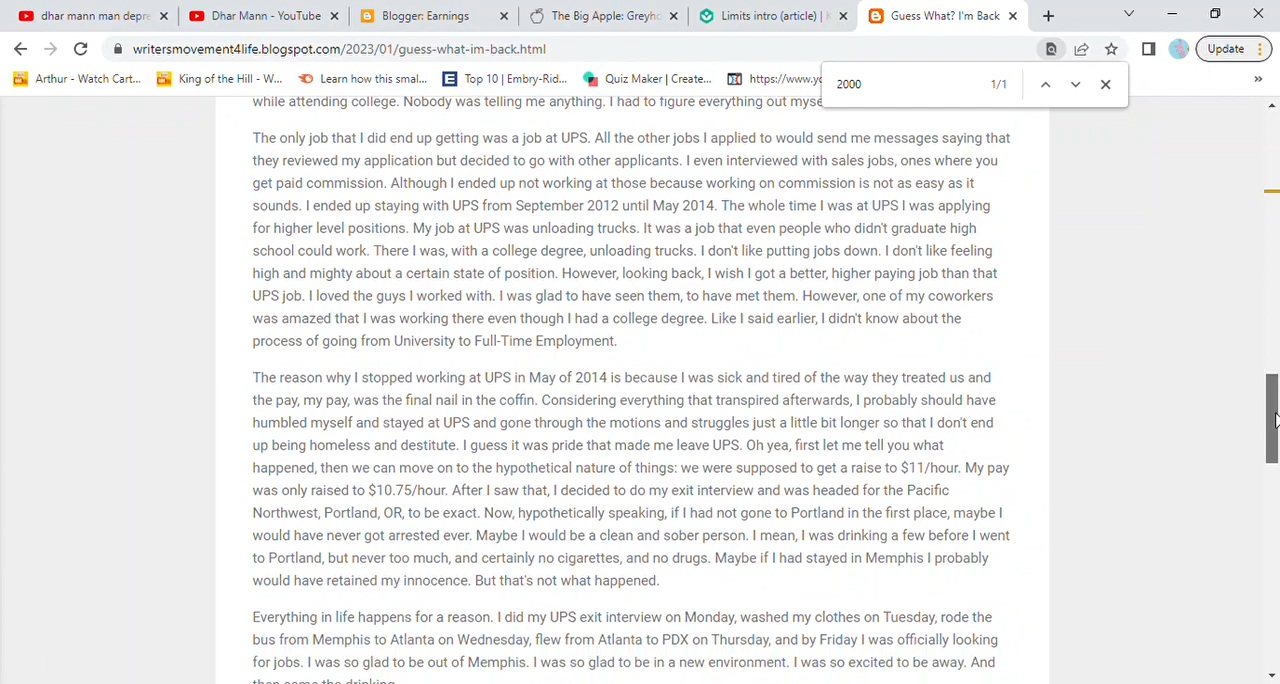 dhar mann man depre
Dhar Mann - YouTube
Blogger: Earnings
The Big Apple: Greyho
Limits intro (article) | K
Guess What? I'm Back
writersmovement4life.blogspot.com/2023/01/guess-what-im-back.html
Update
Arthur - Watch Cart...
King of the Hill - W...
Learn how this smal...
Top 10 | Embry-Rid...
Quiz Maker | Create...
https://www.yo
»
2000
1/1
while attending college. Nobody was telling me anything. I had to figure everything out myse
The only job that I did end up getting was a job at UPS. All the other jobs I applied to would send me messages saying that
they reviewed my application but decided to go with other applicants. I even interviewed with sales jobs, ones where you
get paid commission. Although I ended up not working at those because working on commission is not as easy as it
sounds. I ended up staying with UPS from September 2012 until May 2014. The whole time I was at UPS I was applying
for higher level positions. My job at UPS was unloading trucks. It was a job that even people who didn't graduate high
school could work. There I was, with a college degree, unloading trucks. I don't like putting jobs down. I don't like feeling
high and mighty about a certain state of position. However, looking back, I wish I got a better, higher paying job than that
UPS job. I loved the guys I worked with. I was glad to have seen them, to have met them. However, one of my coworkers
was amazed that I was working there even though I had a college degree. Like I said earlier, I didn't know about the
process of going from University to Full-Time Employment.
The reason why I stopped working at UPS in May of 2014 is because I was sick and tired of the way they treated us and
the pay, my pay, was the final nail in the coffin. Considering everything that transpired afterwards, I probably should have
humbled myself and stayed at UPS and gone through the motions and struggles just a little bit longer so that I don't end
up being homeless and destitute. I guess it was pride that made me leave UPS. Oh yea, first let me tell you what
happened, then we can move on to the hypothetical nature of things: we were supposed to get a raise to $11/hour. My pay
was only raised to $10.75/hour. After I saw that, I decided to do my exit interview and was headed for the Pacific
Northwest, Portland, OR, to be exact. Now, hypothetically speaking, if I had not gone to Portland in the first place, maybe I
would have never got arrested ever. Maybe I would be a clean and sober person. I mean, I was drinking a few before I went
to Portland, but never too much, and certainly no cigarettes, and no drugs. Maybe if I had stayed in Memphis I probably
would have retained my innocence. But that's not what happened.
Everything in life happens for a reason. I did my UPS exit interview on Monday, washed my clothes on Tuesday, rode the
bus from Memphis to Atlanta on Wednesday, flew from Atlanta to PDX on Thursday, and by Friday I was officially looking
for jobs. I was so glad to be out of Memphis. I was so glad to be in a new environment. I was so excited to be away. And
then came the drinking.